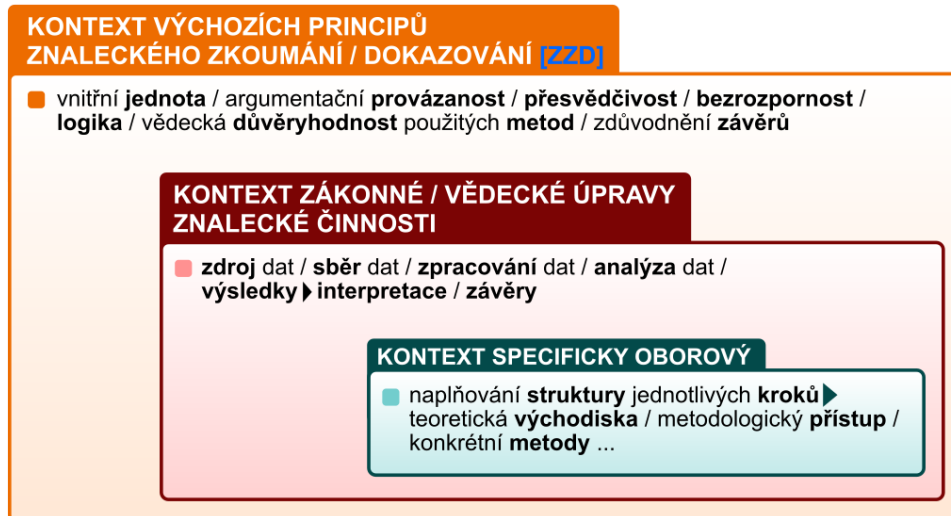 KONTEXT VÝCHOZÍCH PRINCIPŮ
ZNALECKÉHO ZKOUMÁNÍ / DOKAZOVÁNÍ [ZZD]
vnitřní jednota / argumentační provázanost / přesvědčivost / bezrozpornost /
logika / vědecká důvěryhodnost použitých metod / zdůvodnění závěrů
KONTEXT ZÁKONNÉ / VĚDECKÉ ÚPRAVY
ZNALECKÉ ČINNOSTI
zdroj dat / sběr dat / zpracování dat / analýza dat /
výsledky ▶ interpretace / závěry
KONTEXT SPECIFICKY OBOROVÝ
naplňování struktury jednotlivých kroků ▶
teoretická východiska / metodologický přístup /
konkrétní metody ...